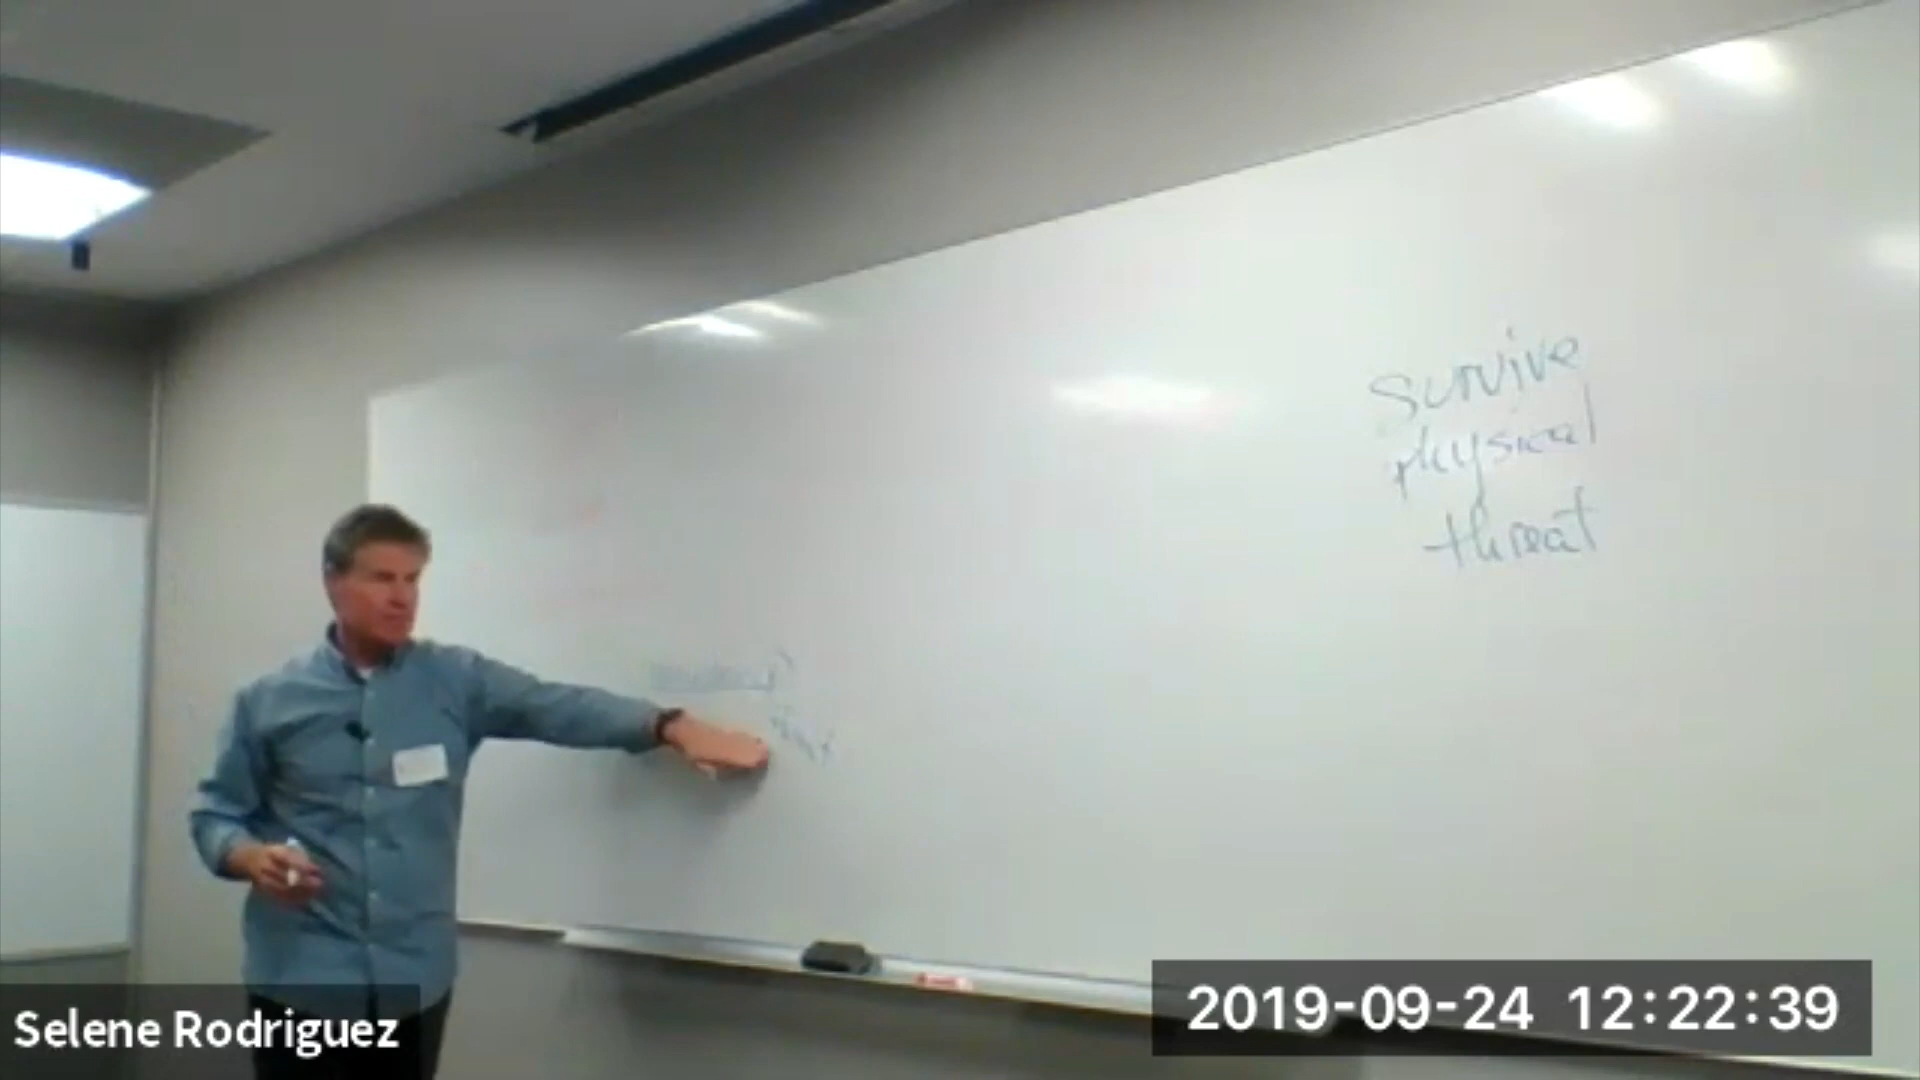 Survive
physical
threat
Selene Rodriguez
2019-09-24 12:22:39